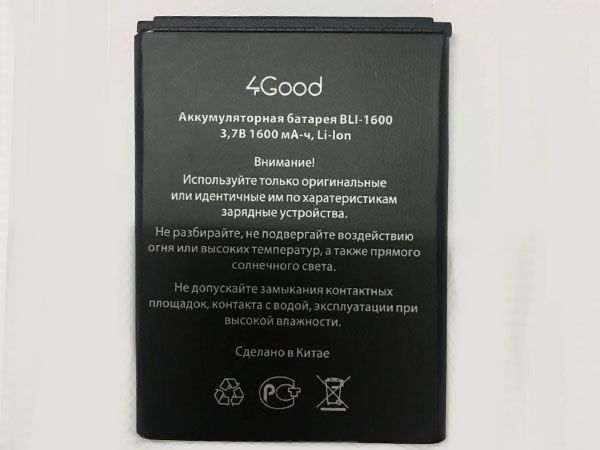 4Good
Аккумуляторная батарея BLI-1600
3,7В 1600 мА-ч, Li-Ion
Внимание!
Используйте только оригинальные
или идентичные им по харатеристикам
зарядные устройства.
Не разбирайте, не подвергайте воздействию
огня или высоких температур, а также прямого
солнечного света.
Не допускайте замыкания контактных
площадок, контакта с водой, эксплуатации при
высокой влажности.
Сделано в Китае